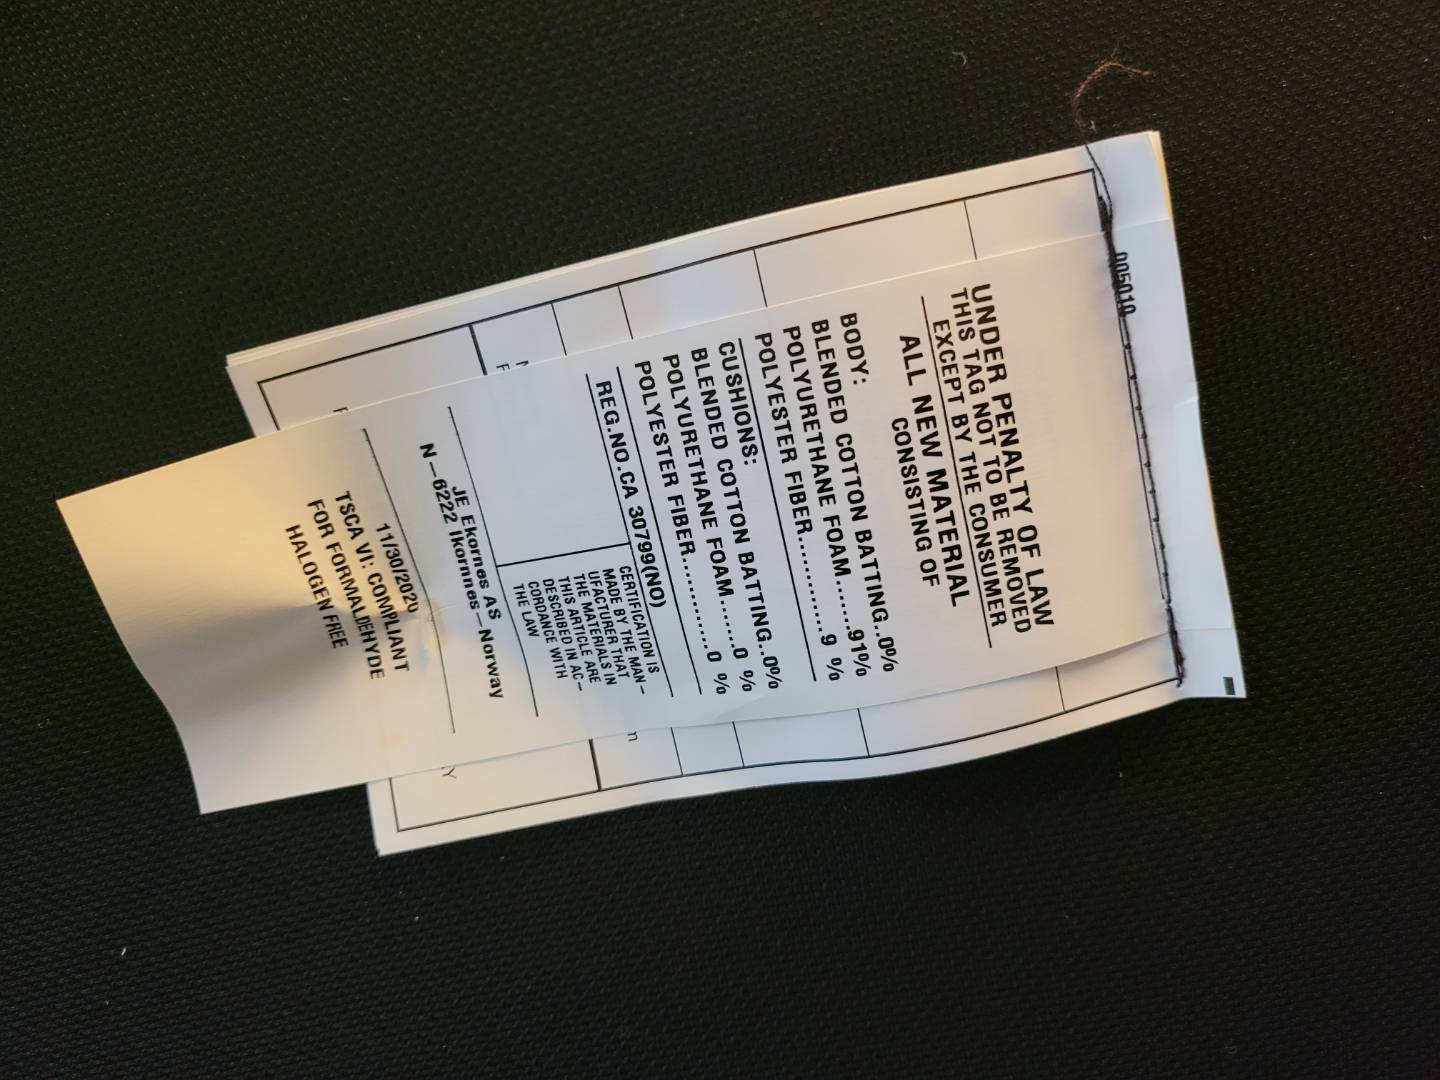 005010
UNDER PENALTY OF LAW
THIS TAG NOT TO BE REMOVED
EXCEPT BY THE CONSUMER
ALL NEW MATERIAL
CONSISTING OF
BODY:
BLENDED COTTON BATTING..0%
POLYURETHANE FOAM.......91%
POLYESTER FIBER............9 %
CUSHIONS:
BLENDED COTTON BATTING..0%
POLYURETHANE FOAM.......0 %
POLYESTER FIBER............0 %
REG.NO.CA 30799(NO)
CERTIFICATION IS
MADE BY THE MAN-
UFACTURER THAT
THE MATERIALS IN
THIS ARTICLE ARE
DESCRIBED IN AC-
CORDANCE WITH
THE LAW
JE Ekornes AS
N-6222 Ikornnes-Norway
11/30/2020
TSCA VI: COMPLIANT
FOR FORMALDEHYDE
HALOGEN FREE